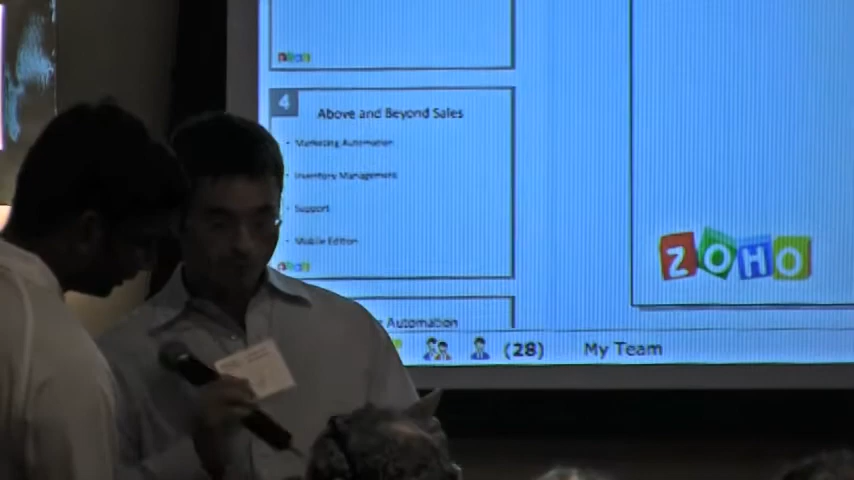 4
Above and Beyond Sales
- Marketing Automation
- Inventory Management
- Support
- Mobile Edition
Automation
ZOHO
(28)
My Team